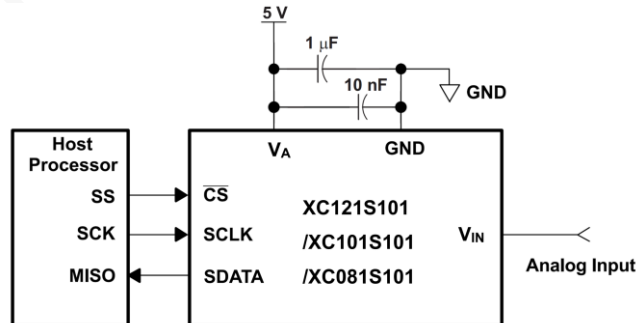 5 V
1 μF
10 nF
GND
Host
Processor
VA
GND
SS
CS
XC121S101
SCK
SCLK
/XC101S101
VIN
MISO
SDATA
/XC081S101
Analog Input